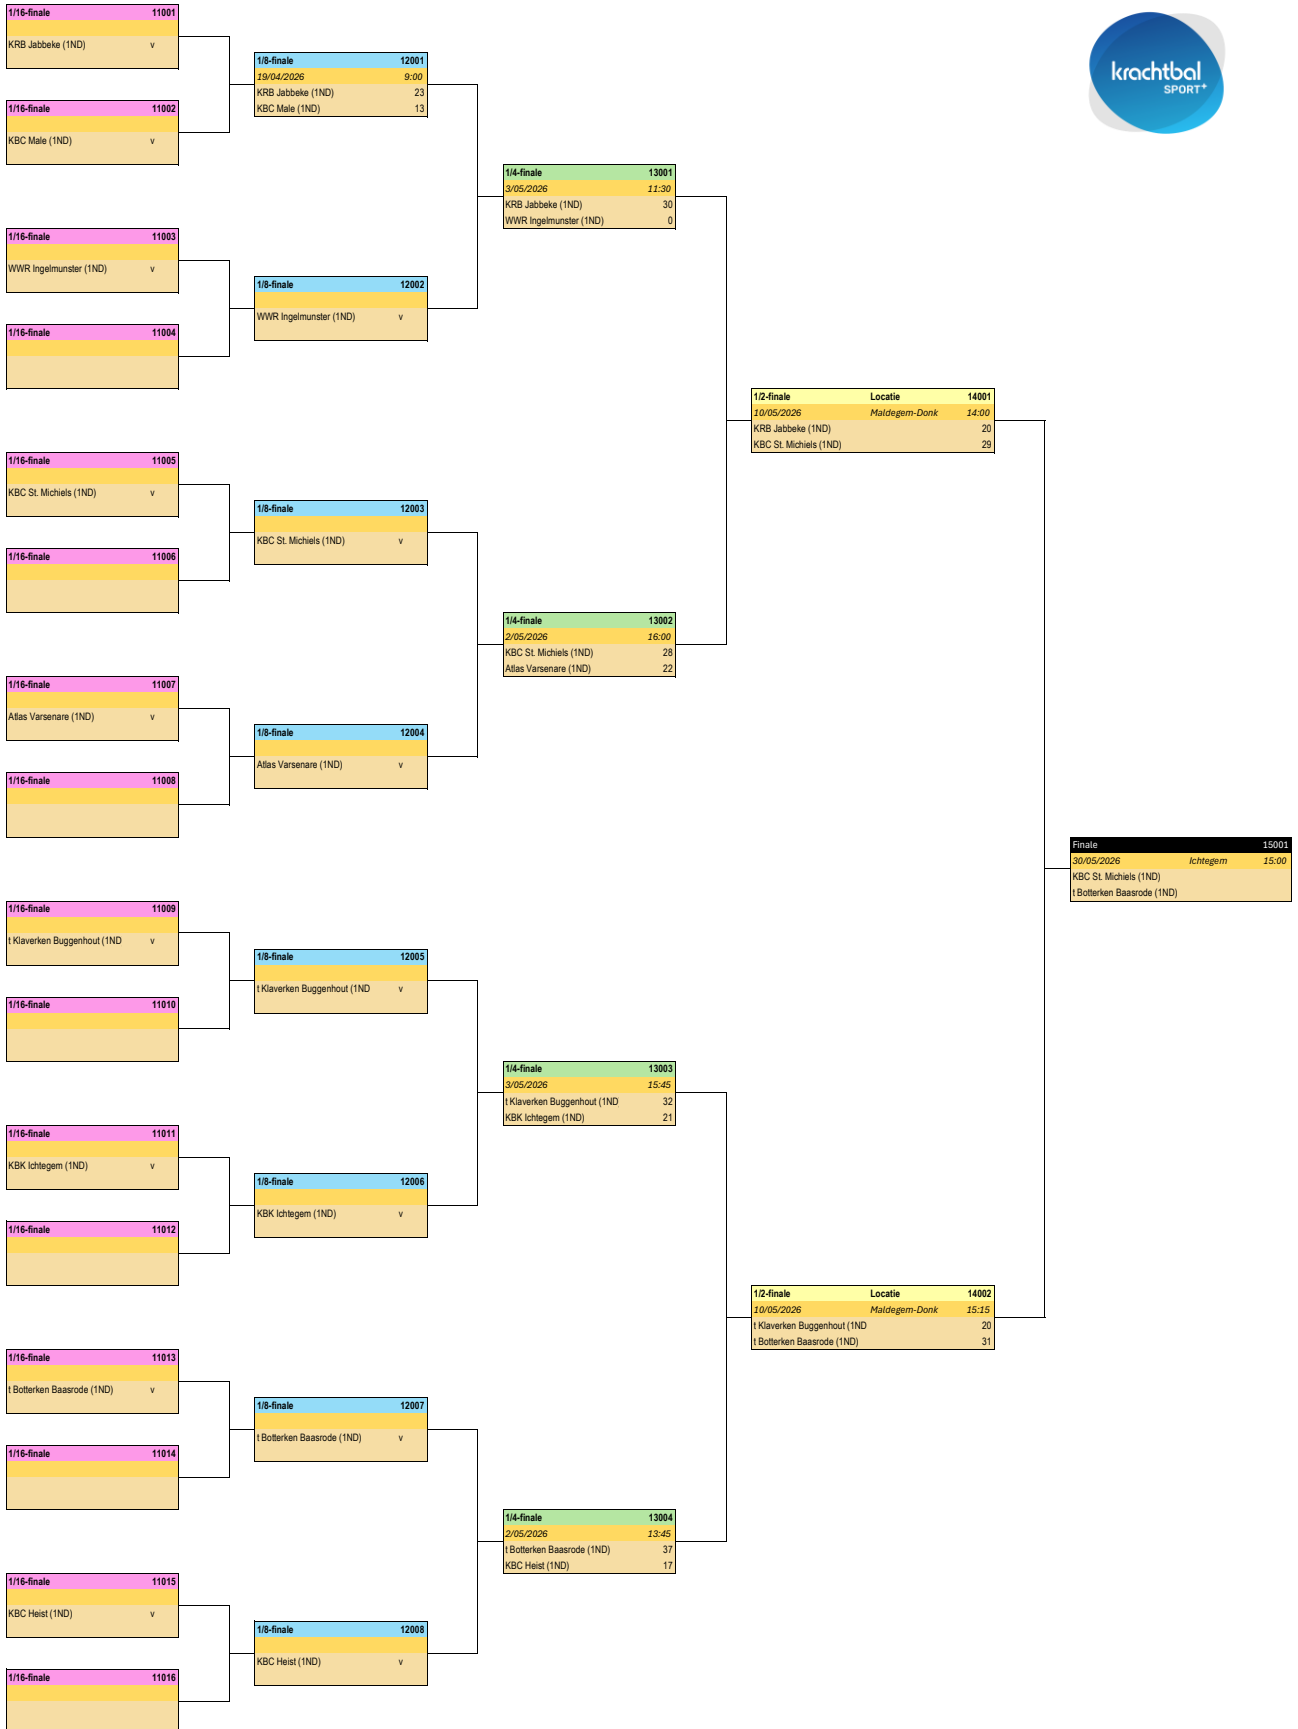 krachtbal
SPORT+
1/16-finale 11001
KRB Jabbeke (1ND) v
1/16-finale 11002
KBC Male (1ND) v
1/16-finale 11003
WWR Ingelmunster (1ND) v
1/16-finale 11004
1/16-finale 11005
KBC St. Michiels (1ND) v
1/16-finale 11006
1/16-finale 11007
Atlas Varsenare (1ND) v
1/16-finale 11008
1/16-finale 11009
t Klaverken Buggenhout (1ND v
1/16-finale 11010
1/16-finale 11011
KBK Ichtegem (1ND) v
1/16-finale 11012
1/16-finale 11013
t Botterken Baasrode (1ND) v
1/16-finale 11014
1/16-finale 11015
KBC Heist (1ND) v
1/16-finale 11016
1/8-finale 12001
19/04/2026 9:00
KRB Jabbeke (1ND) 23
KBC Male (1ND) 13
1/8-finale 12002
WWR Ingelmunster (1ND) v
1/8-finale 12003
KBC St. Michiels (1ND) v
1/8-finale 12004
Atlas Varsenare (1ND) v
1/8-finale 12005
t Klaverken Buggenhout (1ND v
1/8-finale 12006
KBK Ichtegem (1ND) v
1/8-finale 12007
t Botterken Baasrode (1ND) v
1/8-finale 12008
KBC Heist (1ND) v
1/4-finale 13001
3/05/2026 11:30
KRB Jabbeke (1ND) 30
WWR Ingelmunster (1ND) 0
1/4-finale 13002
2/05/2026 16:00
KBC St. Michiels (1ND) 28
Atlas Varsenare (1ND) 22
1/4-finale 13003
3/05/2026 15:45
t Klaverken Buggenhout (1ND 32
KBK Ichtegem (1ND) 21
1/4-finale 13004
2/05/2026 13:45
t Botterken Baasrode (1ND) 37
KBC Heist (1ND) 17
1/2-finale Locatie 14001
10/05/2026 Maldegem-Donk 14:00
KRB Jabbeke (1ND) 20
KBC St. Michiels (1ND) 29
1/2-finale Locatie 14002
10/05/2026 Maldegem-Donk 15:15
t Klaverken Buggenhout (1ND 20
t Botterken Baasrode (1ND) 31
Finale 15001
30/05/2026 Ichtegem 15:00
KBC St. Michiels (1ND)
t Botterken Baasrode (1ND)